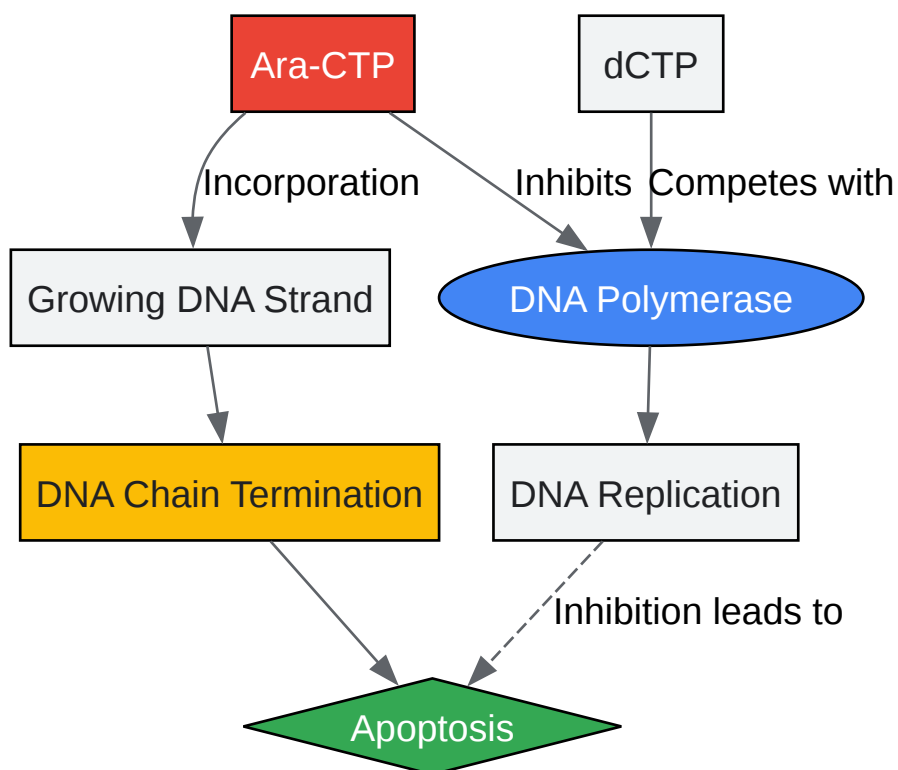 Ara-CTP
dCTP
Incorporation
Inhibits
Competes with
Growing DNA Strand
DNA Polymerase
DNA Chain Termination
DNA Replication
Inhibition leads to
Apoptosis